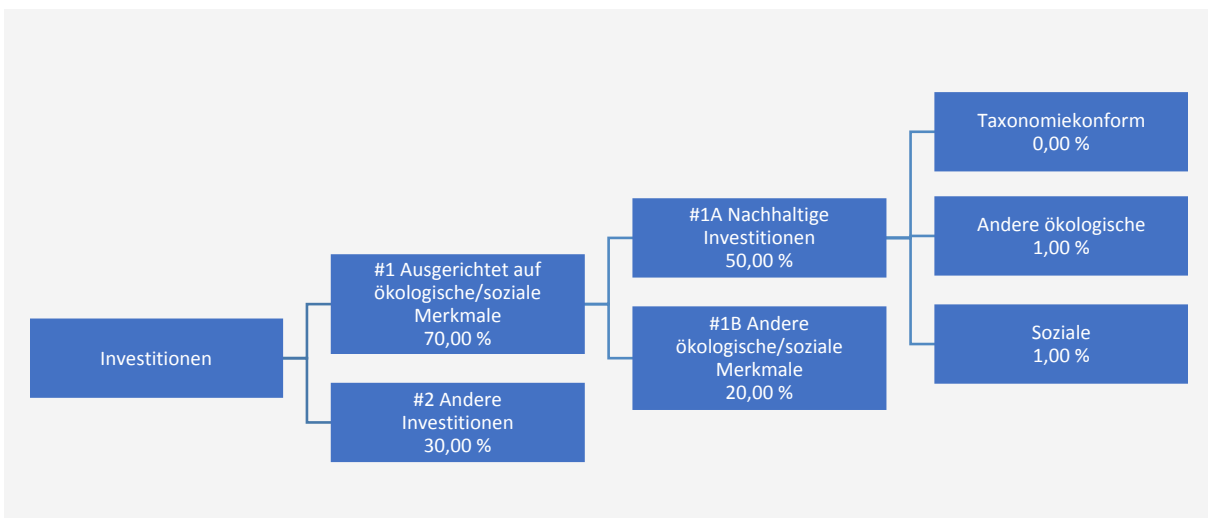 Investitionen
#1 Ausgerichtet auf
ökologische/soziale
Merkmale
70,00 %
#2 Andere
Investitionen
30,00 %
#1A Nachhaltige
Investitionen
50,00 %
#1B Andere
ökologische/soziale
Merkmale
20,00 %
Taxonomiekonform
0,00 %
Andere ökologische
1,00 %
Soziale
1,00 %